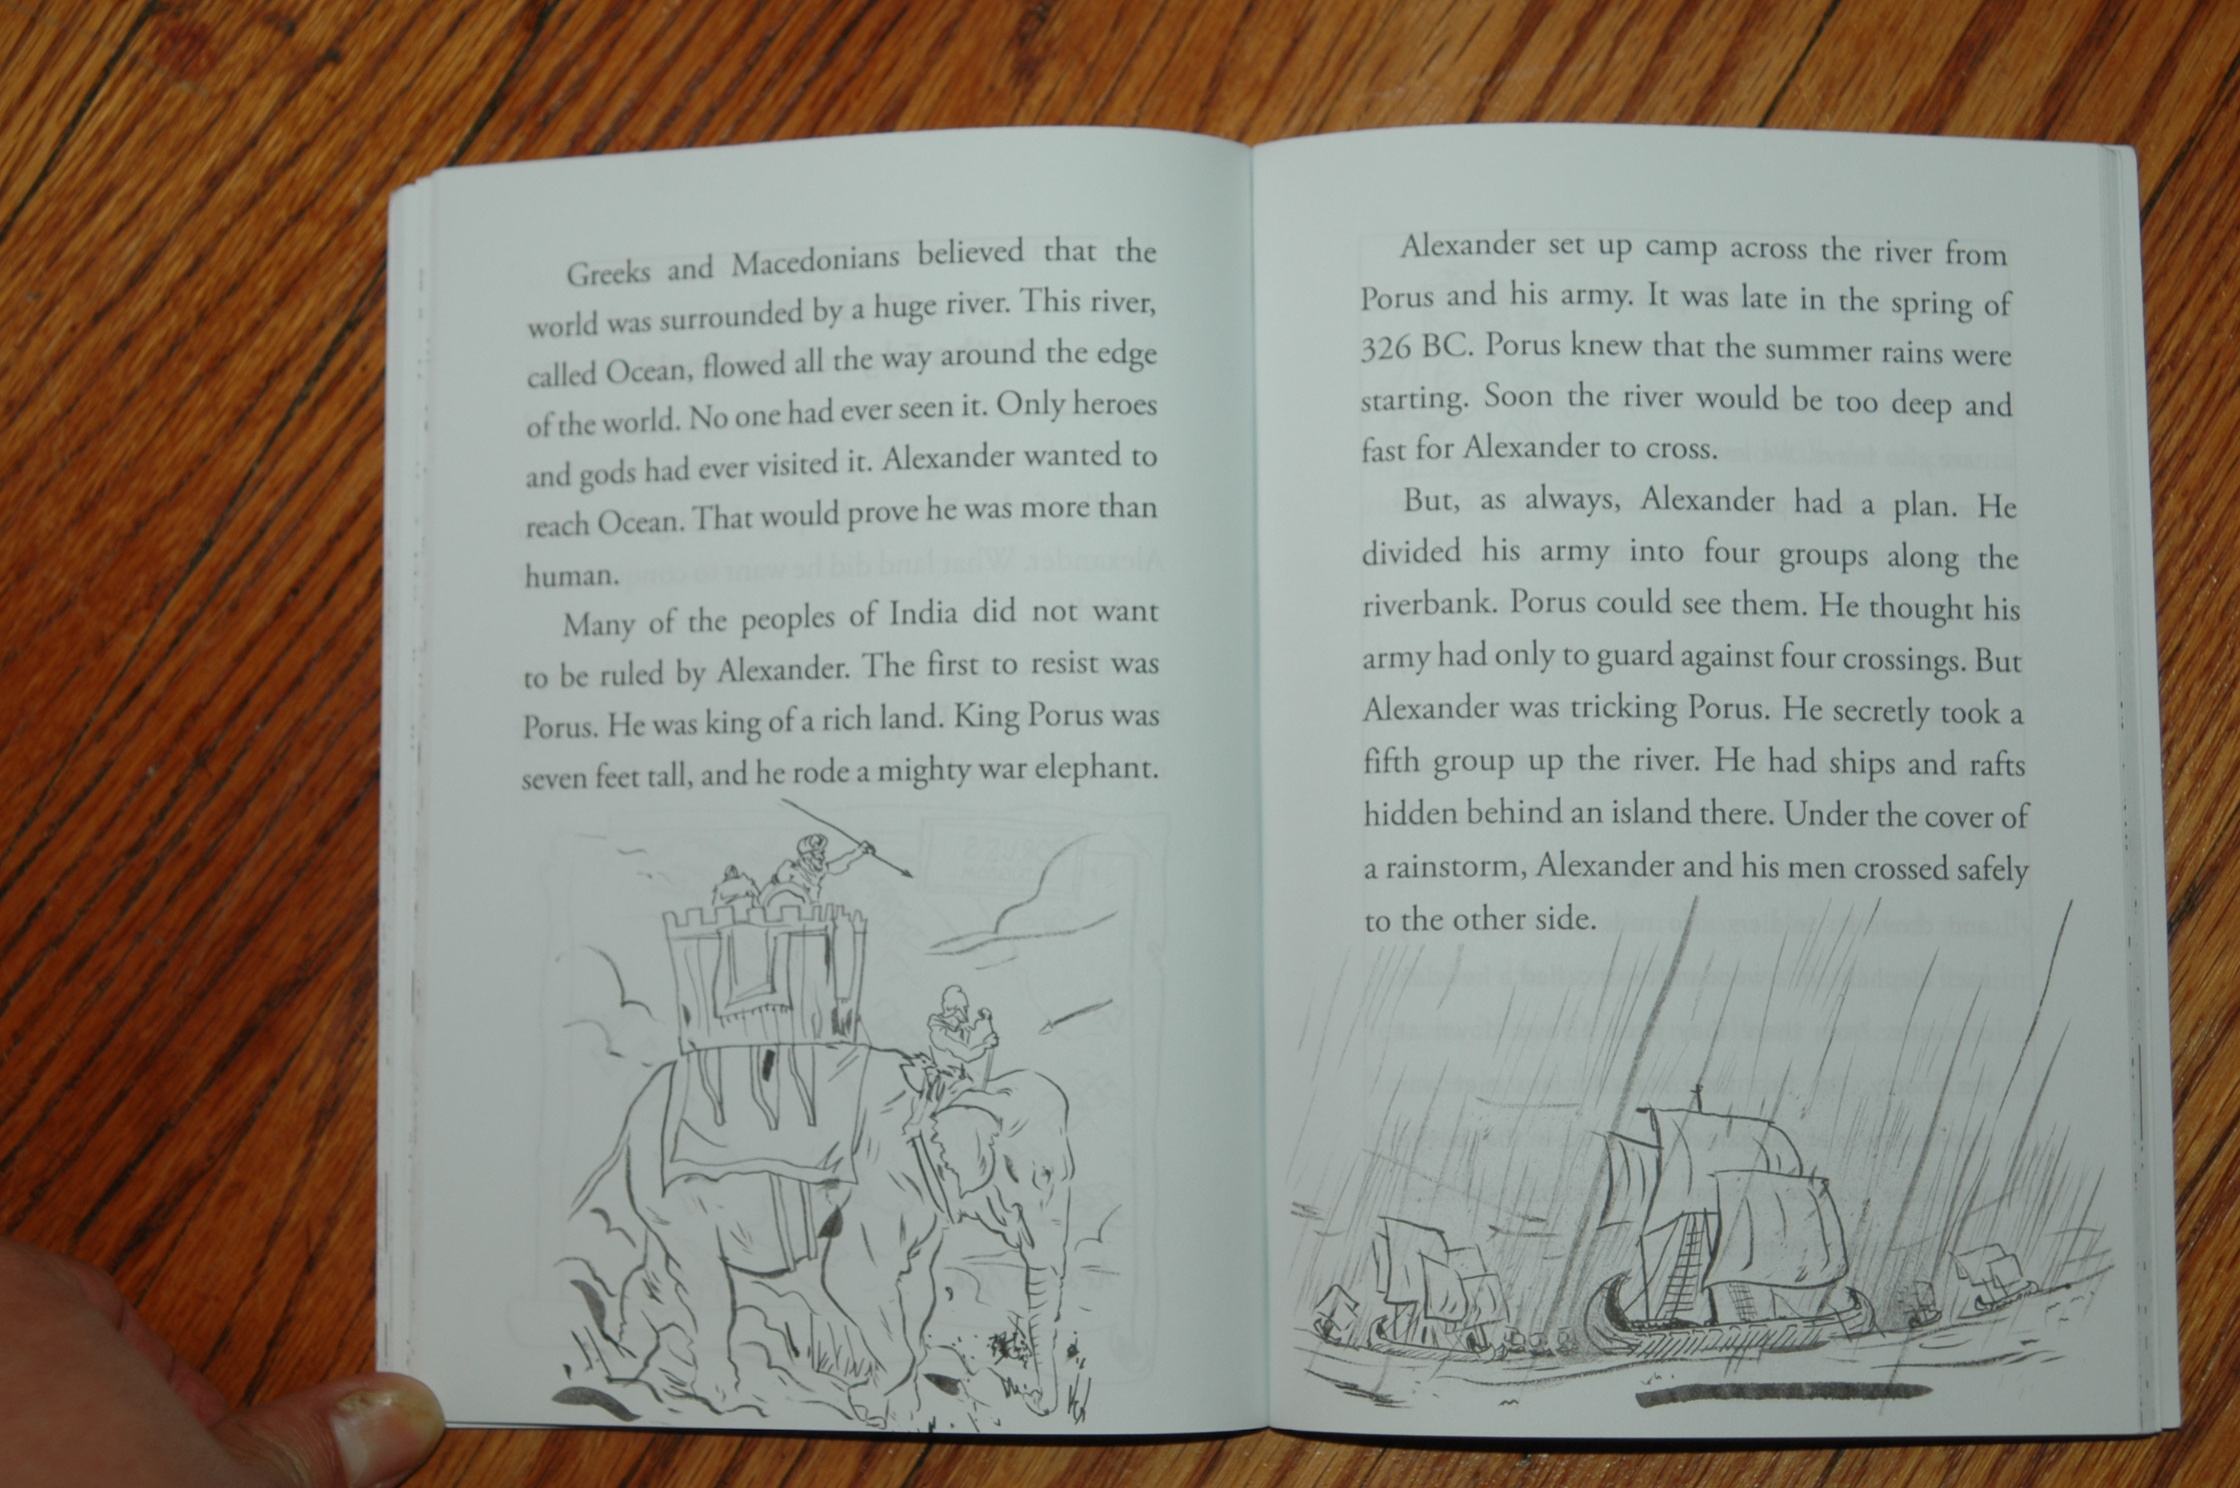 Greeks and Macedonians believed that the
world was surrounded by a huge river. This river,
called Ocean, flowed all the way around the edge
of the world. No one had ever seen it. Only heroes
and gods had ever visited it. Alexander wanted to
reach Ocean. That would prove he was more than
human.
Many of the peoples of India did not want
to be ruled by Alexander. The first to resist was
Porus. He was king of a rich land. King Porus was
seven feet tall, and he rode a mighty war elephant.
Alexander set up camp across the river from
Porus and his army. It was late in the spring of
326 BC. Porus knew that the summer rains were
starting. Soon the river would be too deep and
fast for Alexander to cross.
But, as always, Alexander had a plan. He
divided his army into four groups along the
riverbank. Porus could see them. He thought his
army had only to guard against four crossings. But
Alexander was tricking Porus. He secretly took a
fifth group up the river. He had ships and rafts
hidden behind an island there. Under the cover of
a rainstorm, Alexander and his men crossed safely
to the other side.